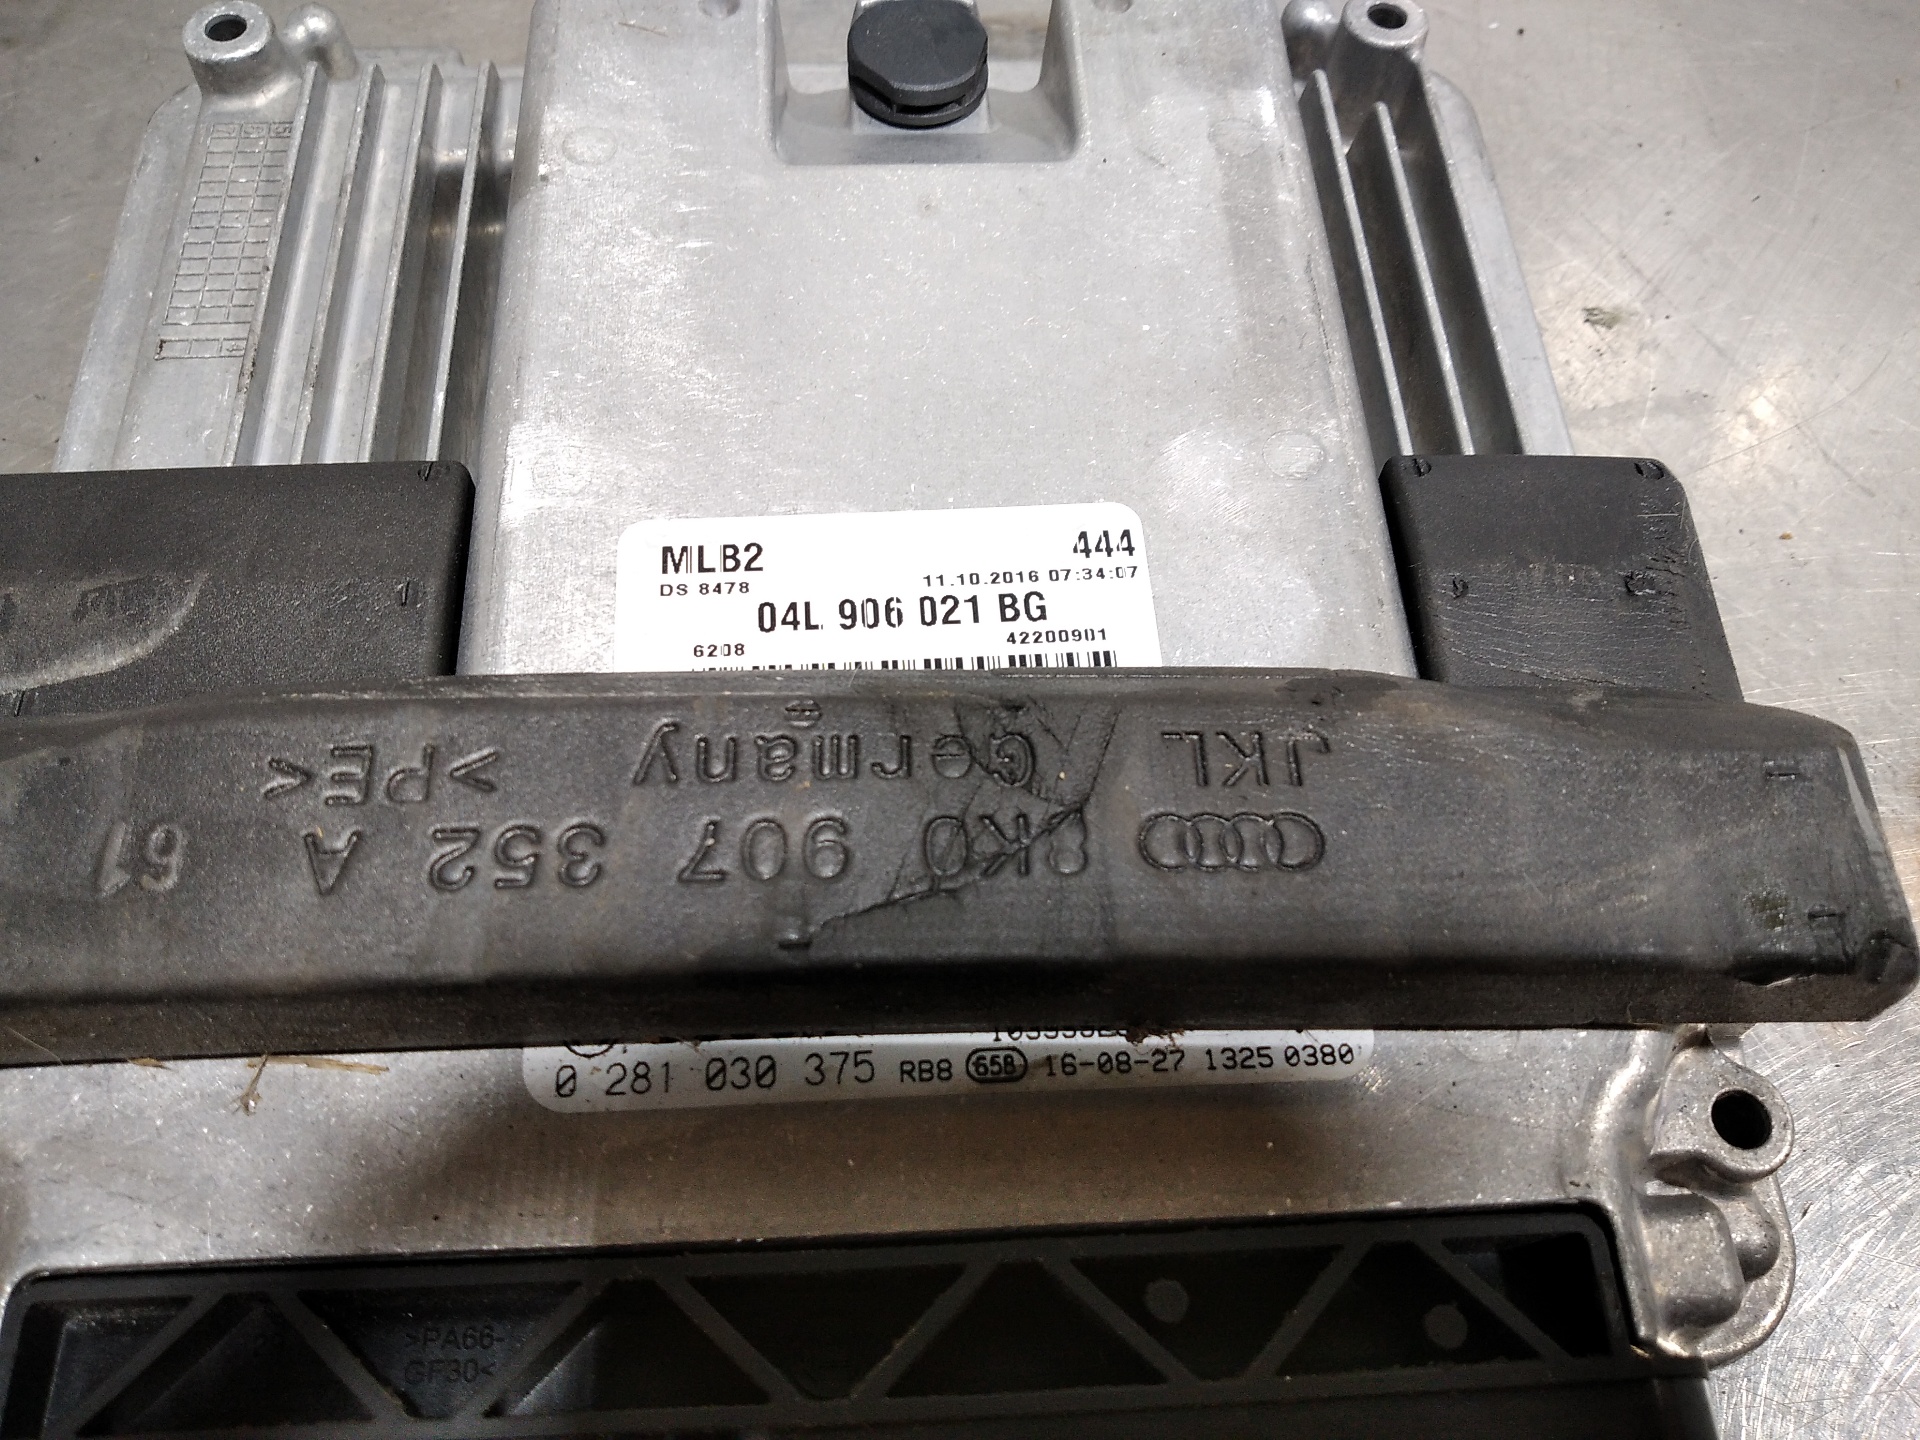 MLB2 444
DS 8478 11.10.2016 07:34:07
04L 906 021 BG
6208 42200901
JKL Germany >PE<
8K0 907 352 A 61
0 281 030 375 RB8 65B 16-08-27 1325 0380
>PA66-
GF30<